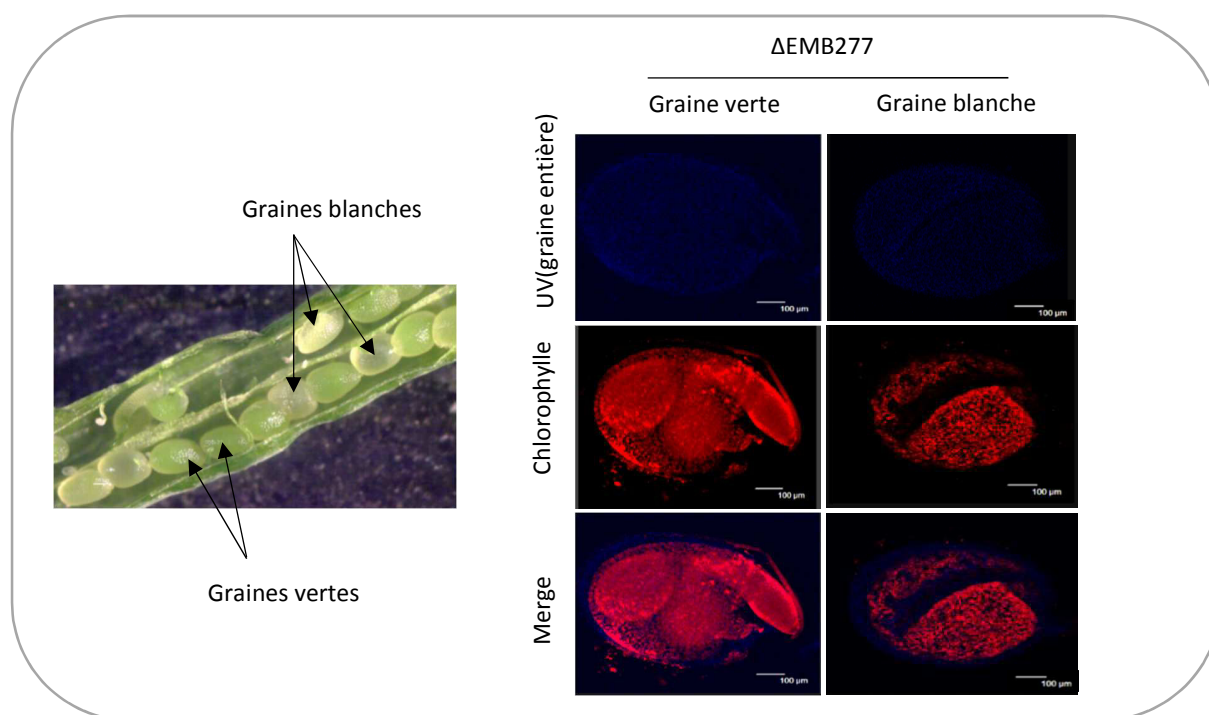 ΔEMB277
Graine verte
Graine blanche
UV(graine entière)
Chlorophylle
Merge
Graines blanches
Graines vertes
100 µm
100 µm
100 µm
100 µm
100 µm
100 µm